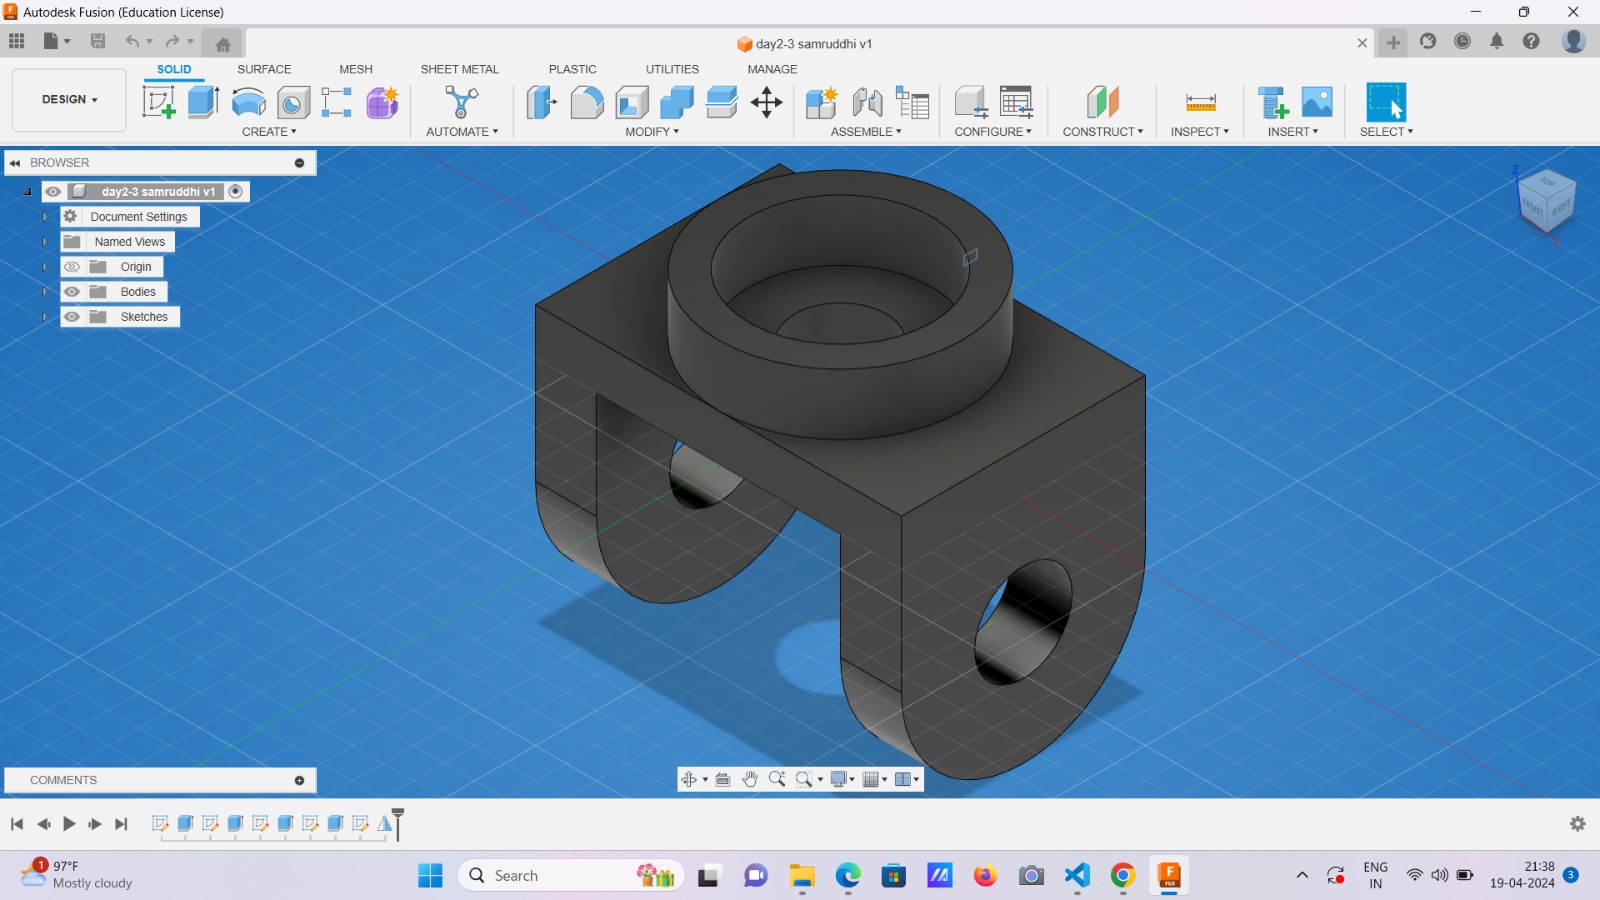 Autodesk Fusion (Education License)
day2-3 samruddhi v1
SOLID SURFACE MESH SHEET METAL PLASTIC UTILITIES MANAGE
DESIGN
CREATE AUTOMATE MODIFY ASSEMBLE CONFIGURE CONSTRUCT INSPECT INSERT SELECT
BROWSER
day2-3 samruddhi v1
Document Settings
Named Views
Origin
Bodies
Sketches
Z
TOP
FRONT RIGHT
COMMENTS
1
97°F
Mostly cloudy
Search
FUS
ENG
IN
21:38
19-04-2024
3